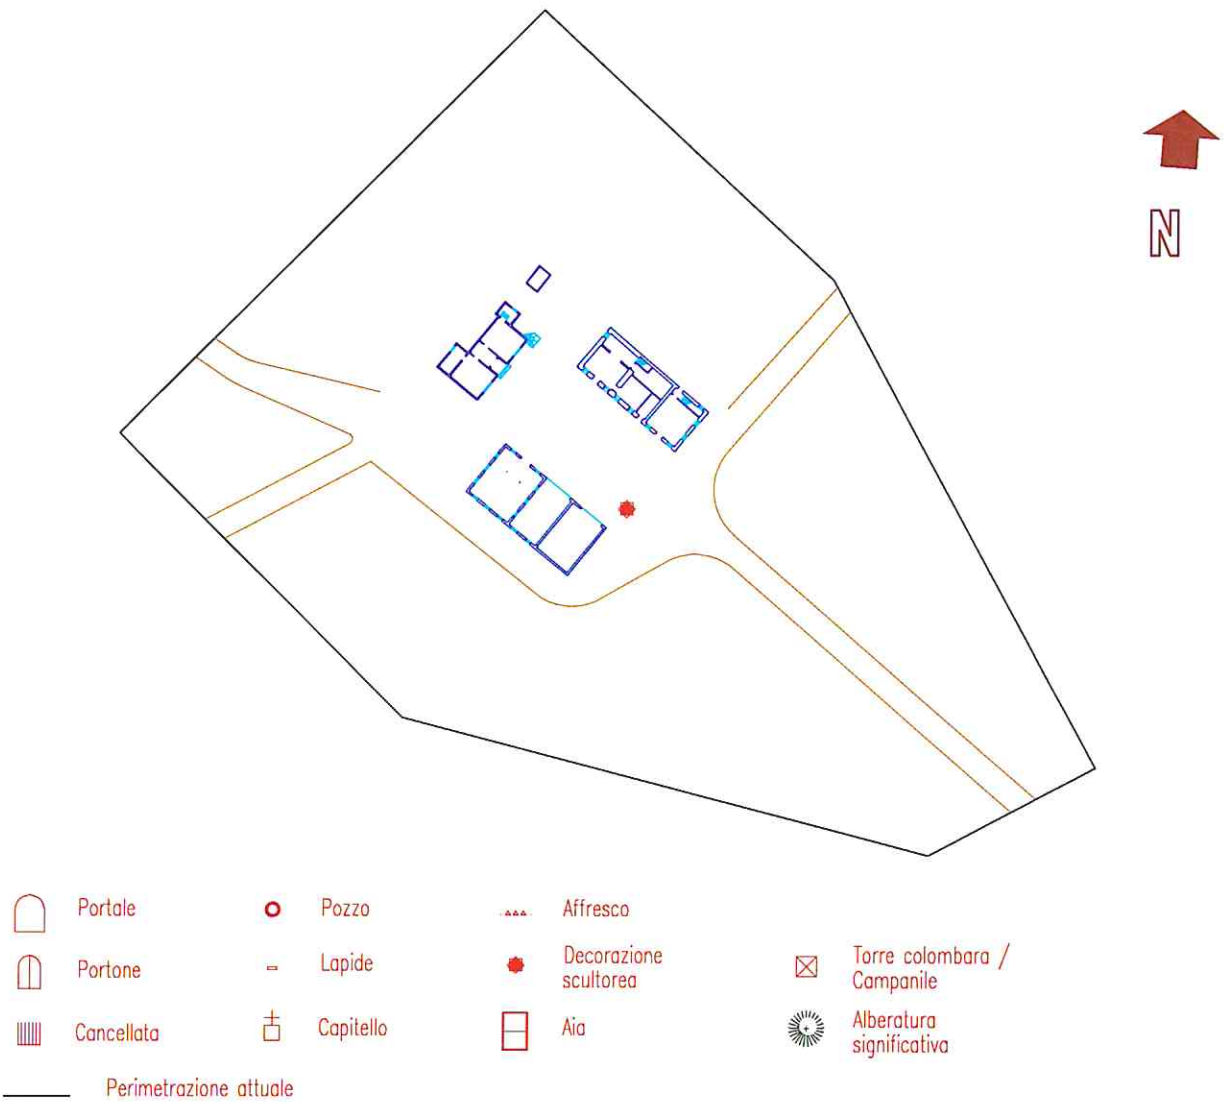 N
Portale
Pozzo
Affresco
Portone
Lapide
Decorazione
scultorea
Torre colombara /
Campanile
Cancellata
Capitello
Aia
Alberatura
significativa
Perimetrazione attuale